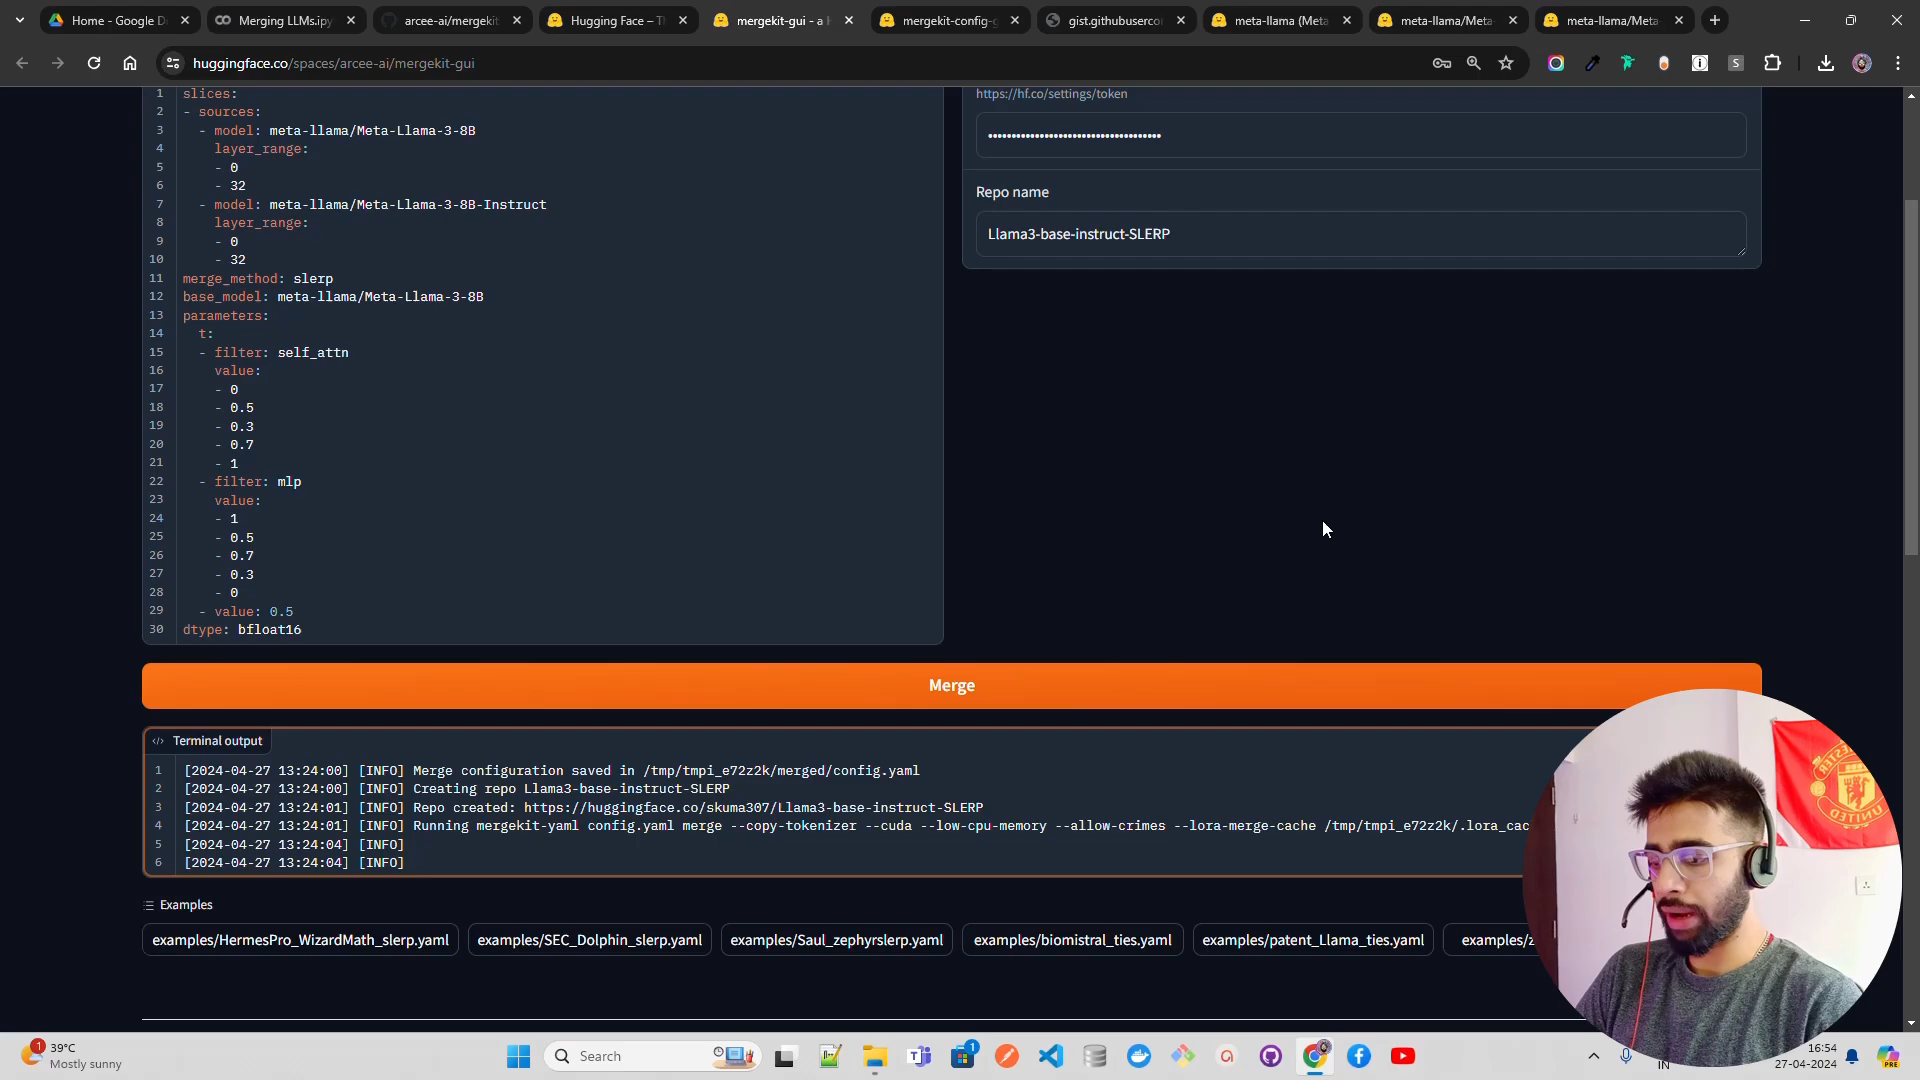 Home - Google D
Merging LLMs.ipy
arcee-ai/mergekit
Hugging Face – T
mergekit-gui - a H
mergekit-config-g
gist.githubuserco
meta-llama (Meta
meta-llama/Meta-
meta-llama/Meta-
huggingface.co/spaces/arcee-ai/mergekit-gui
1 slices:
2 - sources:
3 - model: meta-llama/Meta-Llama-3-8B
4 layer_range:
5 - 0
6 - 32
7 - model: meta-llama/Meta-Llama-3-8B-Instruct
8 layer_range:
9 - 0
10 - 32
11 merge_method: slerp
12 base_model: meta-llama/Meta-Llama-3-8B
13 parameters:
14 t:
15 - filter: self_attn
16 value:
17 - 0
18 - 0.5
19 - 0.3
20 - 0.7
21 - 1
22 - filter: mlp
23 value:
24 - 1
25 - 0.5
26 - 0.7
27 - 0.3
28 - 0
29 - value: 0.5
30 dtype: bfloat16
https://hf.co/settings/token
Repo name
Llama3-base-instruct-SLERP
Merge
Terminal output
1 [2024-04-27 13:24:00] [INFO] Merge configuration saved in /tmp/tmpi_e72z2k/merged/config.yaml
2 [2024-04-27 13:24:00] [INFO] Creating repo Llama3-base-instruct-SLERP
3 [2024-04-27 13:24:01] [INFO] Repo created: https://huggingface.co/skuma307/Llama3-base-instruct-SLERP
4 [2024-04-27 13:24:01] [INFO] Running mergekit-yaml config.yaml merge --copy-tokenizer --cuda --low-cpu-memory --allow-crimes --lora-merge-cache /tmp/tmpi_e72z2k/.lora_cac
5 [2024-04-27 13:24:04] [INFO]
6 [2024-04-27 13:24:04] [INFO]
Examples
examples/HermesPro_WizardMath_slerp.yaml
examples/SEC_Dolphin_slerp.yaml
examples/Saul_zephyrslerp.yaml
examples/biomistral_ties.yaml
examples/patent_Llama_ties.yaml
examples/z
UNITED
1
39°C
Mostly sunny
Search
1
IN
16:54
27-04-2024
PRE